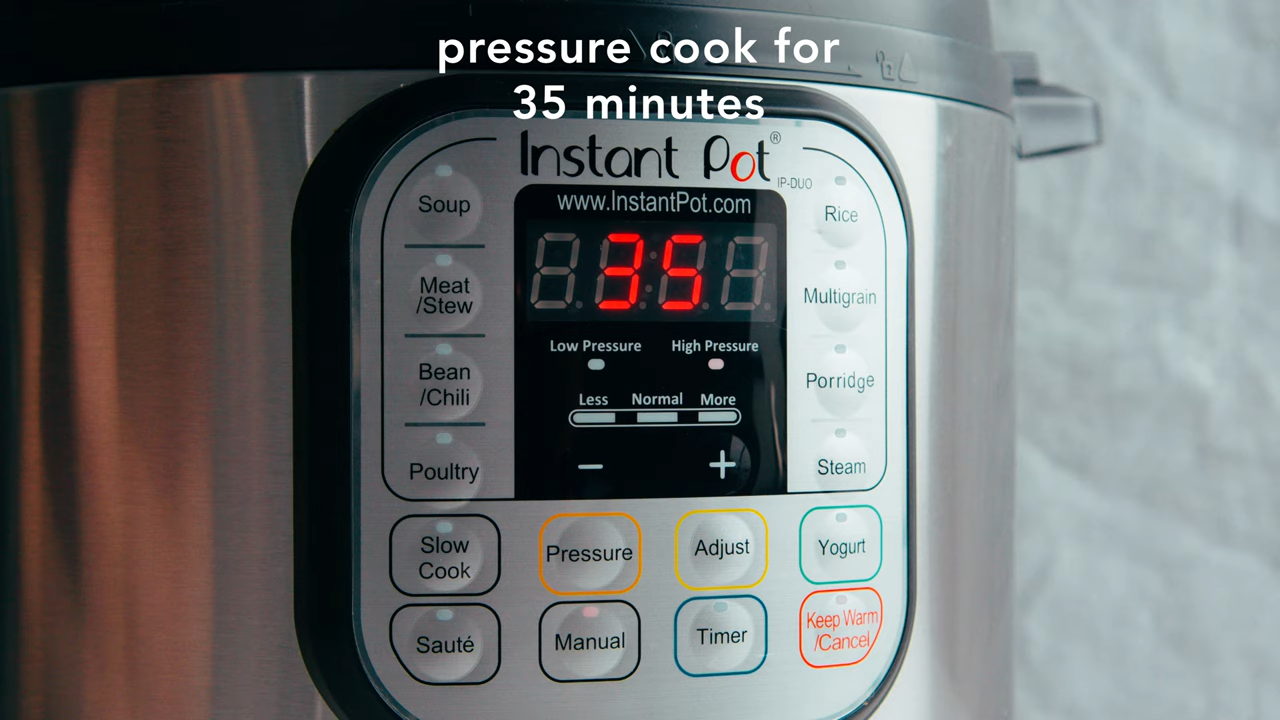 pressure cook for
35 minutes
Instant Pot®
IP-DUO
www.InstantPot.com
35
Soup
Meat
/Stew
Bean
/Chili
Poultry
Low Pressure
High Pressure
Less
Normal
More
−
+
Rice
Multigrain
Porridge
Steam
Slow
Cook
Pressure
Adjust
Yogurt
Sauté
Manual
Timer
Keep Warm
/Cancel